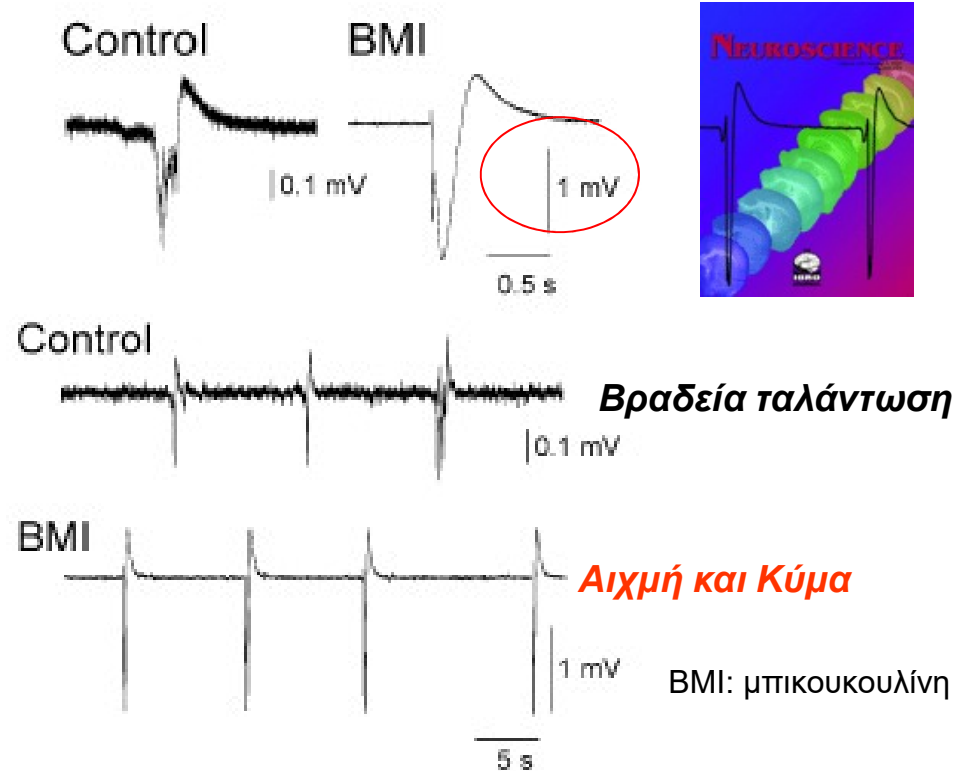 Control
BMI
NEUROSCIENCE
0.1 mV
1 mV
0.5 s
IBRO
Control
Βραδεία ταλάντωση
0.1 mV
BMI
Αιχμή και Κύμα
1 mV
BMI: μπικουκουλίνη
5 s